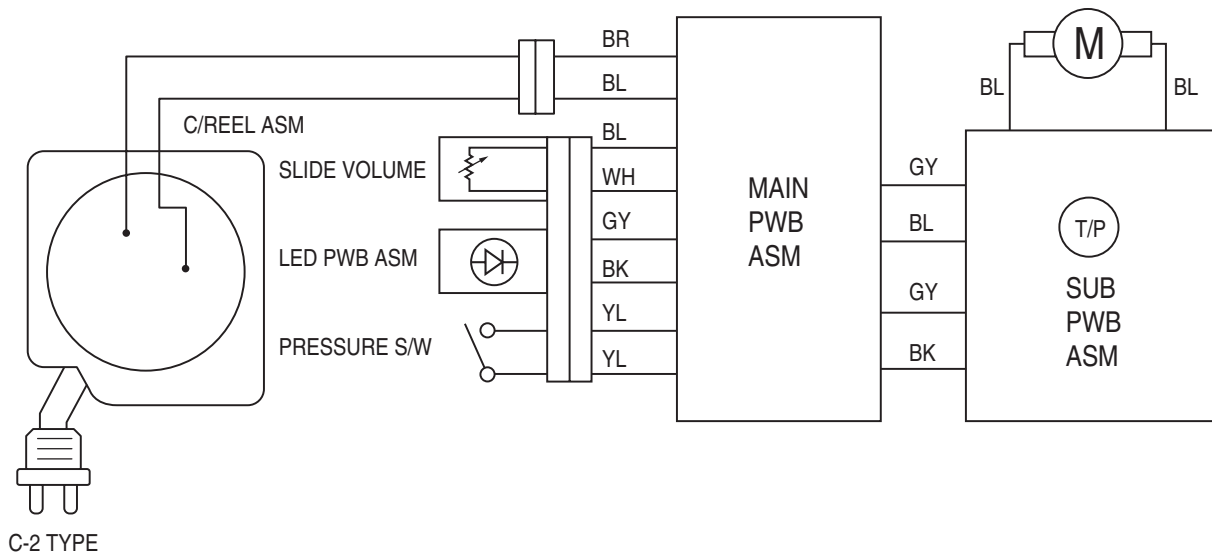 BR
BL
C/REEL ASM
BL
SLIDE VOLUME
WH
GY
LED PWB ASM
BK
YL
PRESSURE S/W
YL
C-2 TYPE
MAIN
PWB
ASM
GY
BL
GY
BK
M
BL
BL
T/P
SUB
PWB
ASM